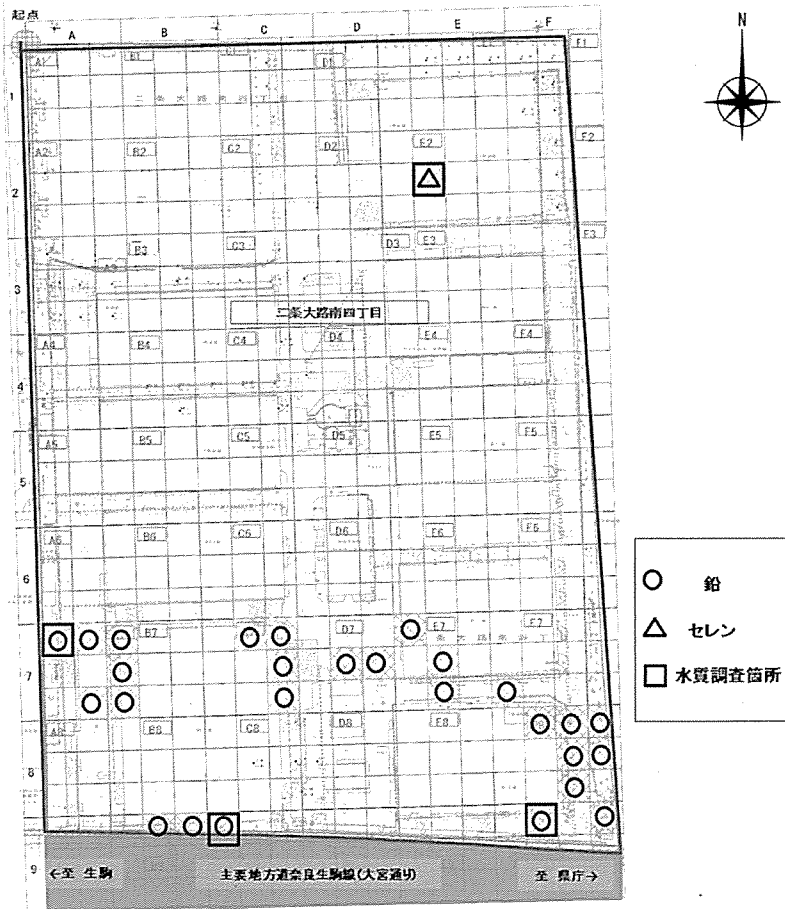 起点
A B C D E F
N
A1 B1 C1 D1 F1
1
A2 B2 C2 D2 E2 F2
2
B3 C3 D3 E3 F3
3
二条大路南四丁目
A4 B4 C4 D4 E4 F4
4
A5 B5 C5 D5 E5 F5
5
A6 B6 C6 D6 E6 F6
6
B7 D7 E7 F7
7
A8 B8 C8 D8 E8
8
9
←至 生駒 主要地方道奈良生駒線(大宮通り) 至 県庁→
鉛
セレン
水質調査箇所